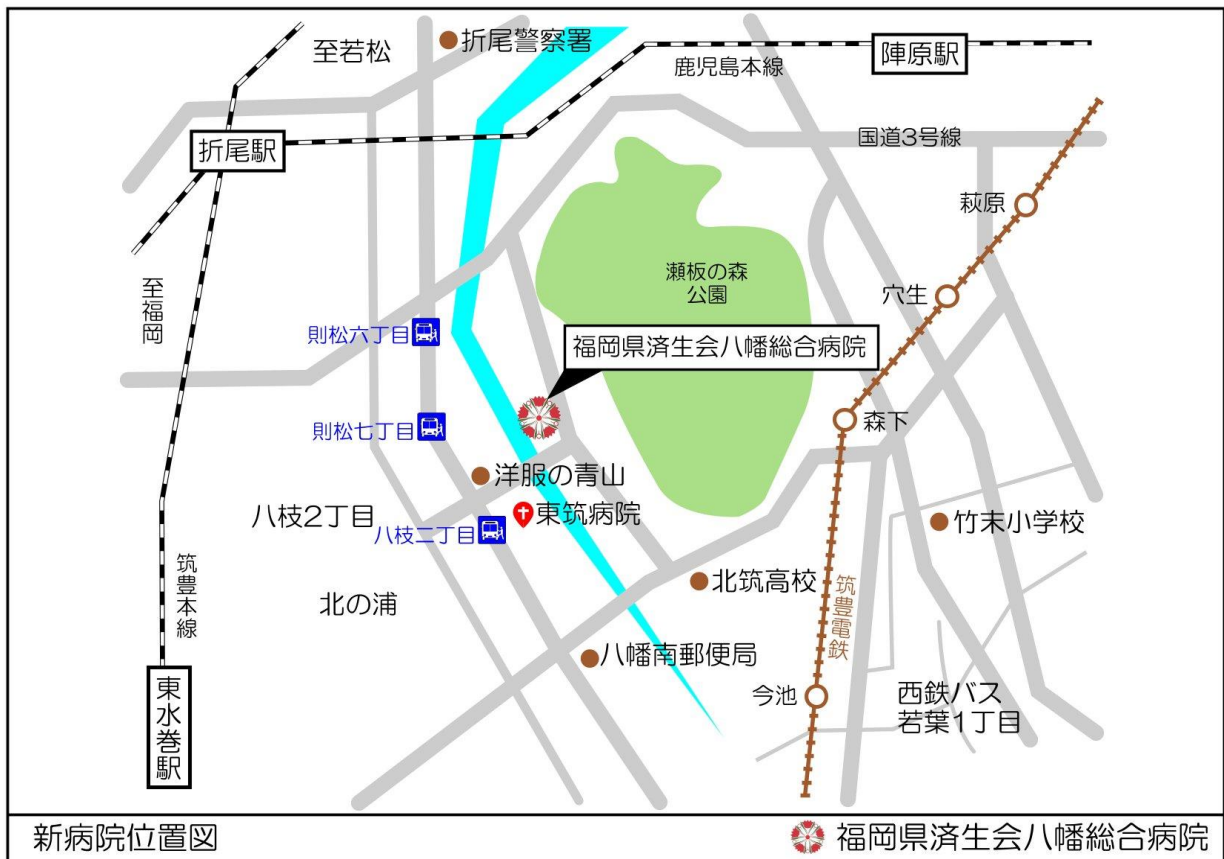 至若松
折尾警察署
陣原駅
鹿児島本線
折尾駅
国道3号線
萩原
瀬板の森
公園
穴生
至福岡
則松六丁目
福岡県済生会八幡総合病院
森下
則松七丁目
洋服の青山
八枝2丁目
東筑病院
八枝二丁目
竹末小学校
筑豊本線
北の浦
北筑高校
筑豊電鉄
八幡南郵便局
東水巻駅
今池
西鉄バス
若葉1丁目
新病院位置図
福岡県済生会八幡総合病院